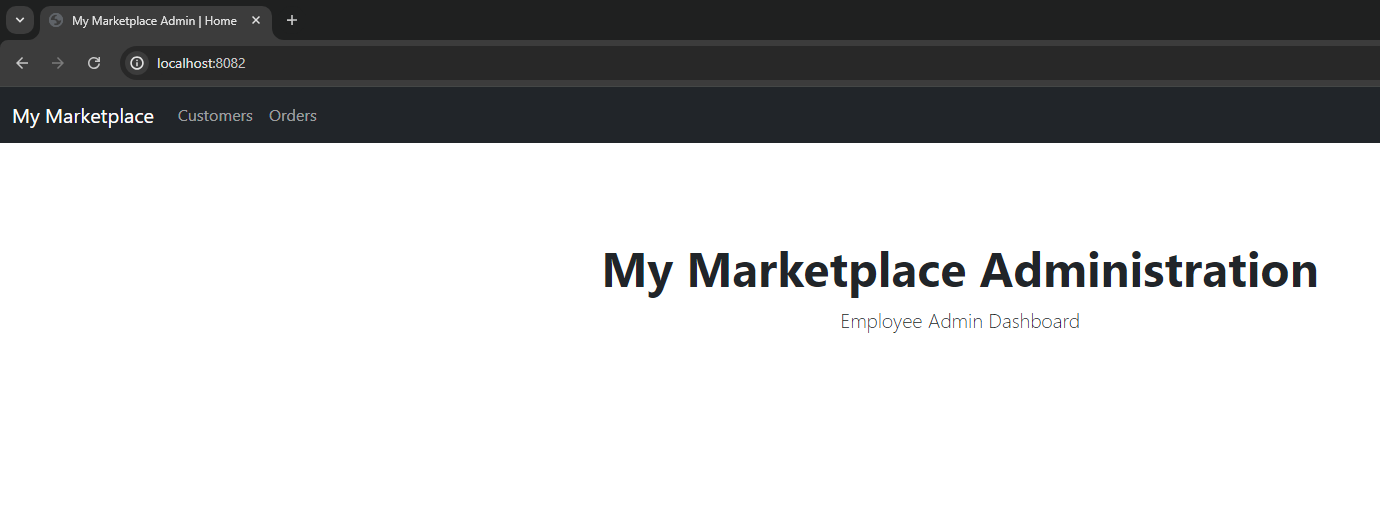 My Marketplace Admin | Home
localhost:8082
My Marketplace Customers Orders
My Marketplace Administration
Employee Admin Dashboard